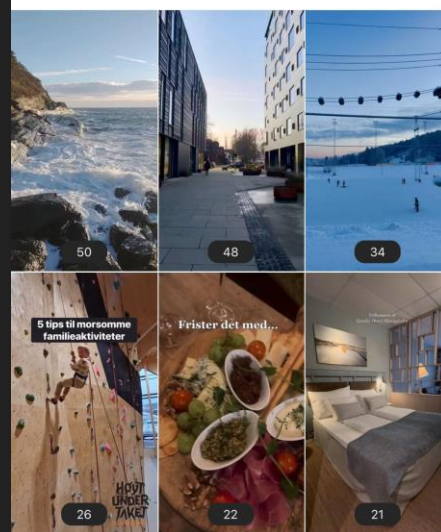 50
48
34
5 tips til morsomme
familieaktiviteter
HØYT
UNDER
TAKET
26
Frister det med...
22
21